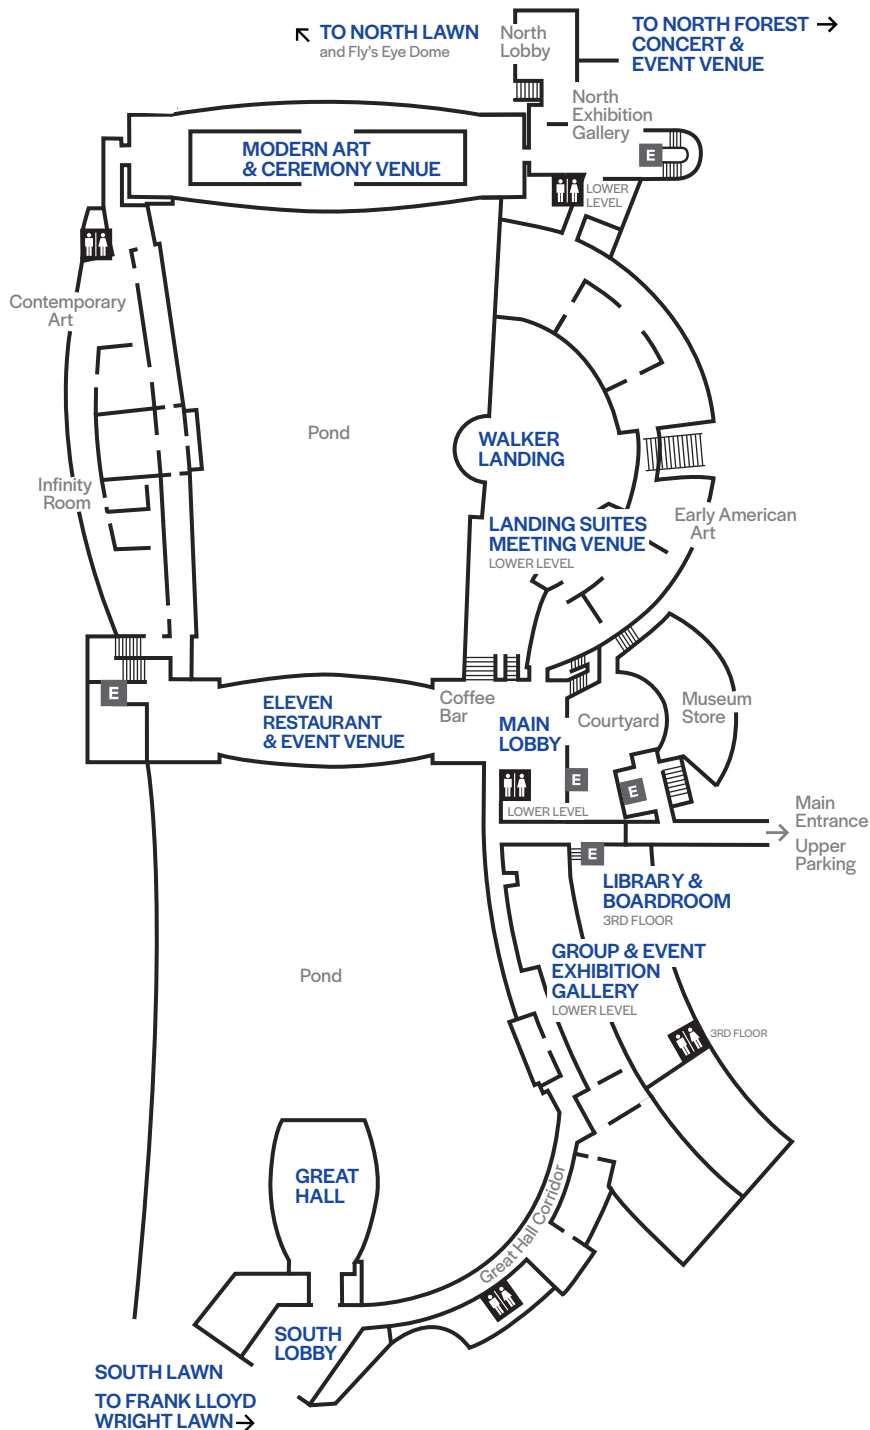 TO NORTH LAWN
and Fly's Eye Dome
North
Lobby
TO NORTH FOREST
CONCERT &
EVENT VENUE
North
Exhibition
Gallery
E
MODERN ART
& CEREMONY VENUE
LOWER
LEVEL
Contemporary
Art
Pond
WALKER
LANDING
Infinity
Room
LANDING SUITES
MEETING VENUE
LOWER LEVEL
Early American
Art
E
ELEVEN
RESTAURANT
& EVENT VENUE
Coffee
Bar
MAIN
LOBBY
Courtyard
Museum
Store
E
E
LOWER LEVEL
Main
Entrance
Upper
Parking
E
LIBRARY &
BOARDROOM
3RD FLOOR
GROUP & EVENT
EXHIBITION
GALLERY
LOWER LEVEL
Pond
3RD FLOOR
GREAT
HALL
Great Hall Corridor
SOUTH
LOBBY
SOUTH LAWN
TO FRANK LLOYD
WRIGHT LAWN